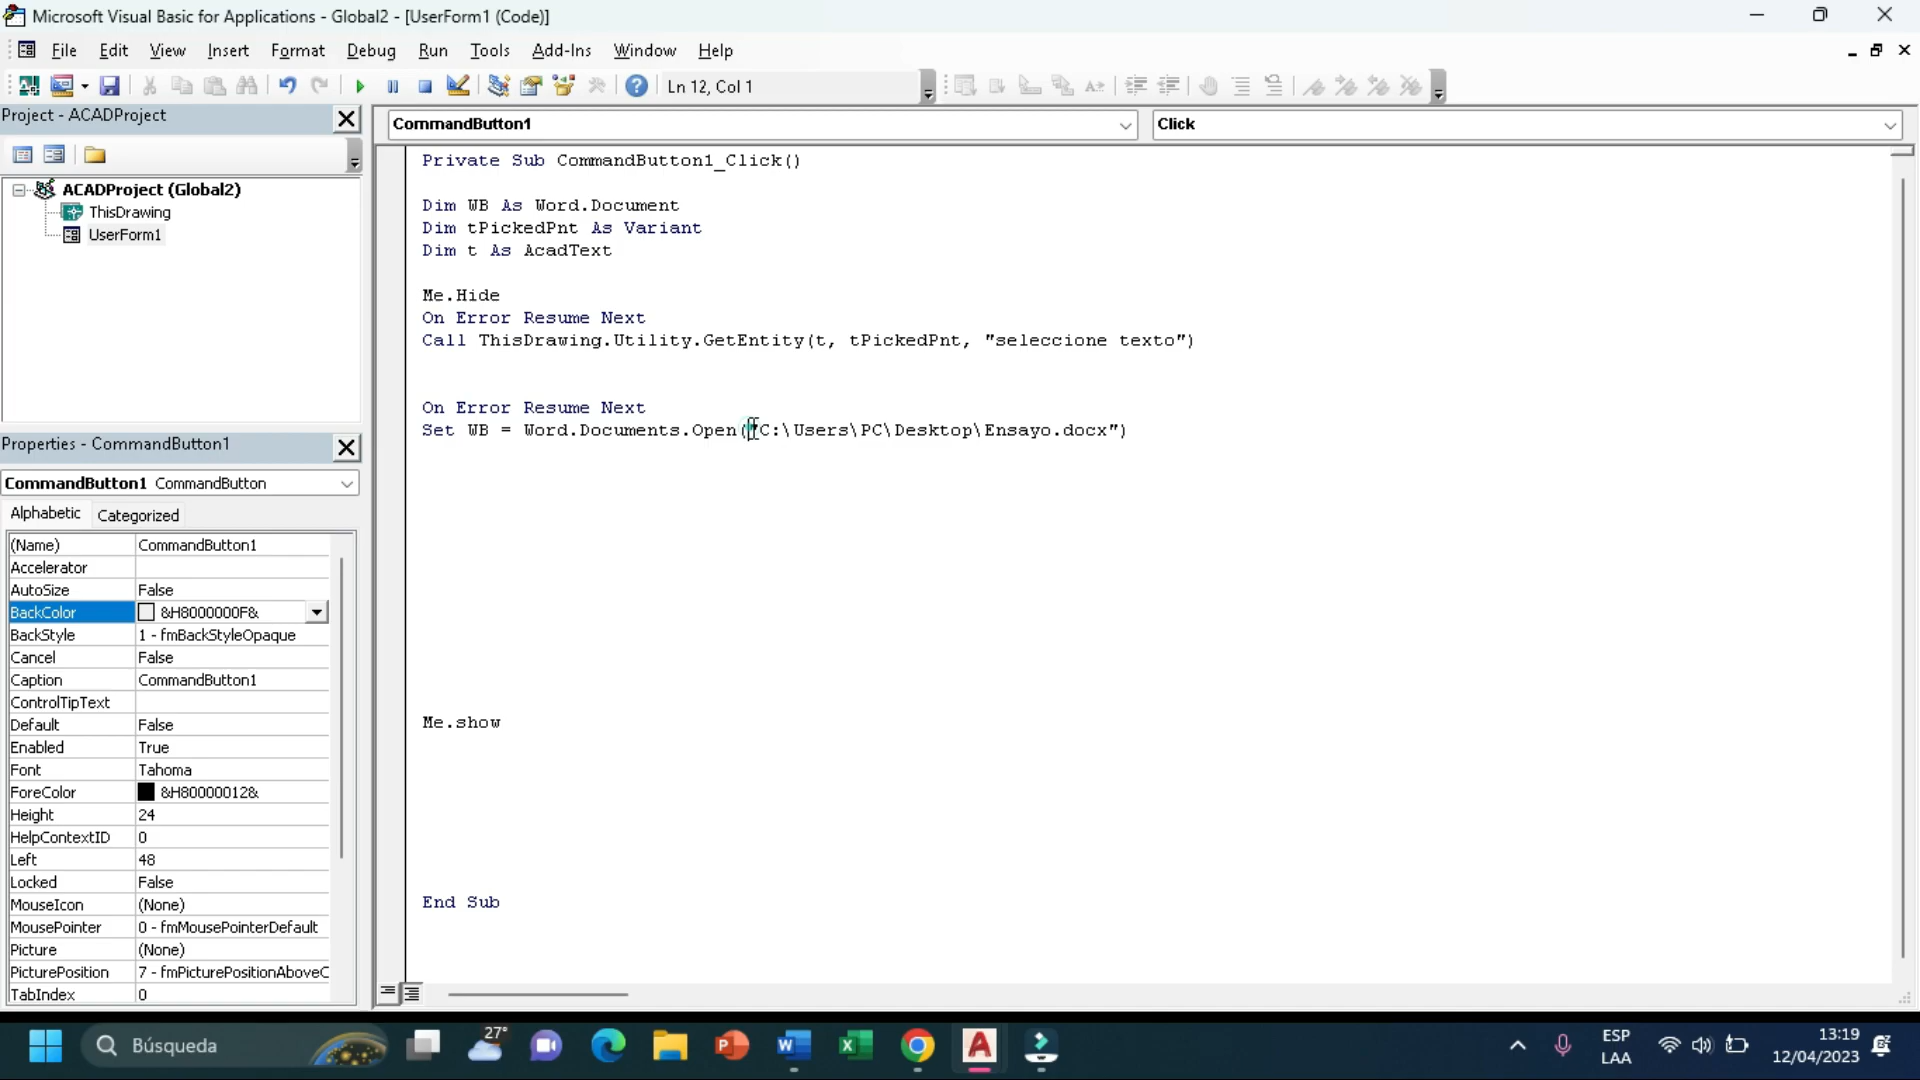 Microsoft Visual Basic for Applications - Global2 - [UserForm1 (Code)]
File Edit View Insert Format Debug Run Tools Add-Ins Window Help
Ln 12, Col 1
Project - ACADProject
CommandButton1
Click
ACADProject (Global2)
ThisDrawing
UserForm1
Private Sub CommandButton1_Click()
Dim WB As Word.Document
Dim tPickedPnt As Variant
Dim t As AcadText
Me.Hide
On Error Resume Next
Call ThisDrawing.Utility.GetEntity(t, tPickedPnt, "seleccione texto")
On Error Resume Next
Set WB = Word.Documents.Open("C:\Users\PC\Desktop\Ensayo.docx")
Me.show
End Sub
Properties - CommandButton1
CommandButton1 CommandButton
Alphabetic Categorized
(Name) CommandButton1
Accelerator
AutoSize False
BackColor &H8000000F&
BackStyle 1 - fmBackStyleOpaque
Cancel False
Caption CommandButton1
ControlTipText
Default False
Enabled True
Font Tahoma
ForeColor &H80000012&
Height 24
HelpContextID 0
Left 48
Locked False
MouseIcon (None)
MousePointer 0 - fmMousePointerDefault
Picture (None)
PicturePosition 7 - fmPicturePositionAboveC
TabIndex 0
Búsqueda
27°
ESP
LAA
13:19
12/04/2023